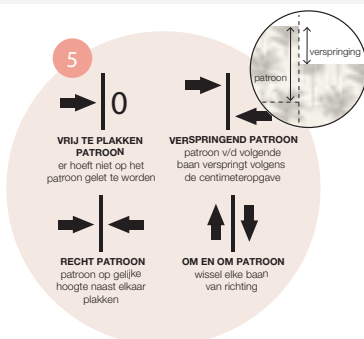 5
verspringing
patroon
0
VRIJ TE PLAKKEN
PATROON
er hoeft niet op het
patroon gelet te worden
VERSPRINGEND PATROON
patroon v/d volgende
baan verspringt volgens
de centimeteropgave
RECHT PATROON
patroon op gelijke
hoogte naast elkaar
plakken
OM EN OM PATROON
wissel elke baan
van richting